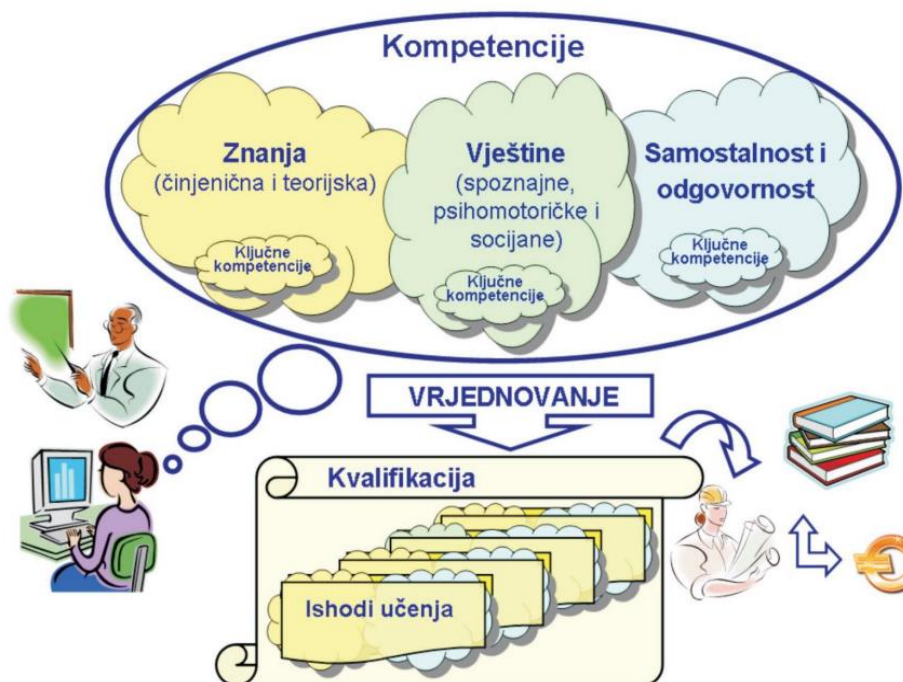 Kompetencije
Znanja
(činjenična i teorijska)
Ključne
kompetencije
Vještine
(spoznajne,
psihomotoričke i
socijane)
Ključne
kompetencije
Samostalnost i
odgovornost
Ključne
kompetencije
VRJEDNOVANJE
Kvalifikacija
Ishodi učenja